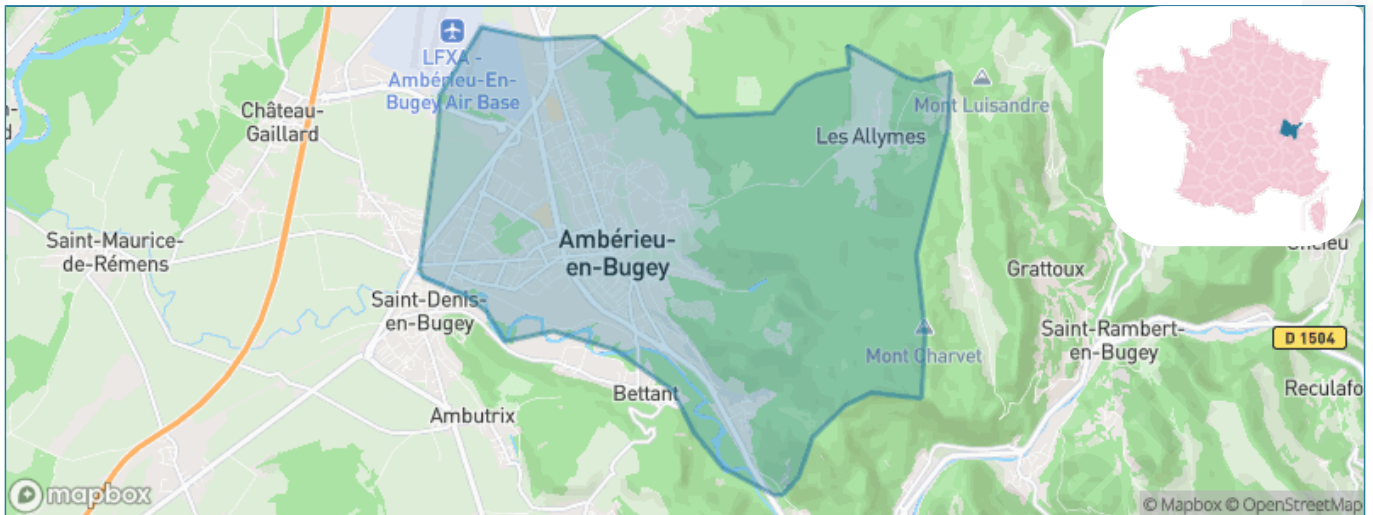 LFXA -
Ambérieu-En-
Bugey Air Base
Château-
Gaillard
Mont Luisandre
Les Allymes
Ambérieu-
en-Bugey
Saint-Maurice-
de-Rémens
Grattoux
Saint-Denis-
en-Bugey
Saint-Rambert-
en-Bugey
D 1504
Mont Charvet
Bettant
Reculafo
Ambutrix
mapbox
© Mapbox © OpenStreetMap